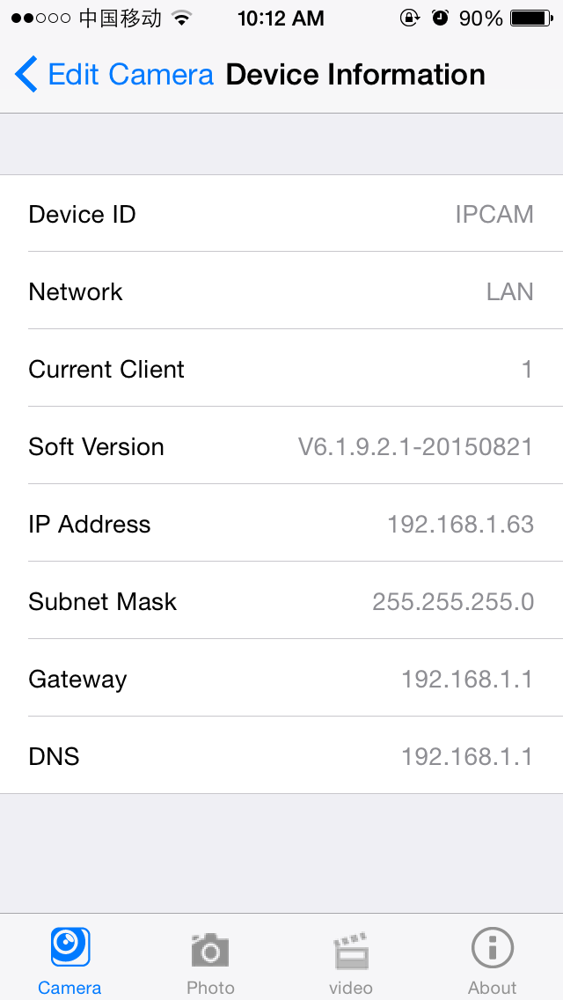 中国移动 10:12 AM 90%
Edit Camera Device Information
Device ID IPCAM
Network LAN
Current Client 1
Soft Version V6.1.9.2.1-20150821
IP Address 192.168.1.63
Subnet Mask 255.255.255.0
Gateway 192.168.1.1
DNS 192.168.1.1
Camera Photo video About